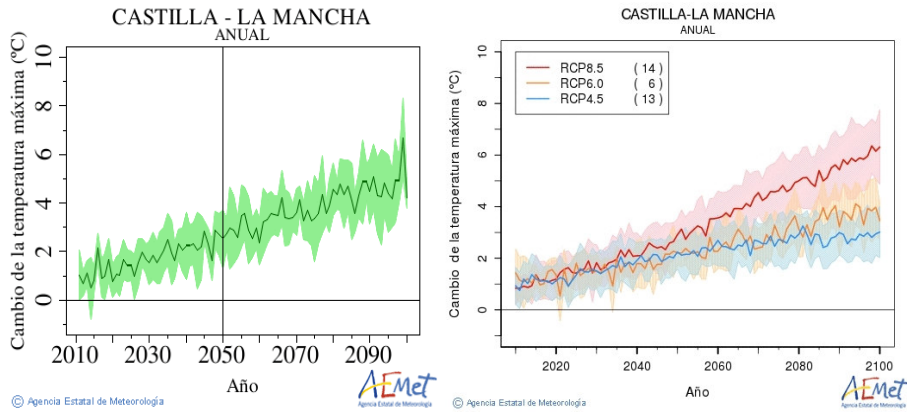 CASTILLA - LA MANCHA
ANUAL
Cambio de la temperatura máxima (ºC)
10
8
6
4
2
0
2010 2030 2050 2070 2090
Año
© Agencia Estatal de Meteorología
AEMet
Agencia Estatal de Meteorología
CASTILLA-LA MANCHA
ANUAL
Cambio de la temperatura máxima (ºC)
10
8
6
4
2
0
RCP8.5 ( 14 )
RCP6.0 ( 6 )
RCP4.5 ( 13 )
2020 2040 2060 2080 2100
Año
© Agencia Estatal de Meteorología
AEMet
Agencia Estatal de Meteorología